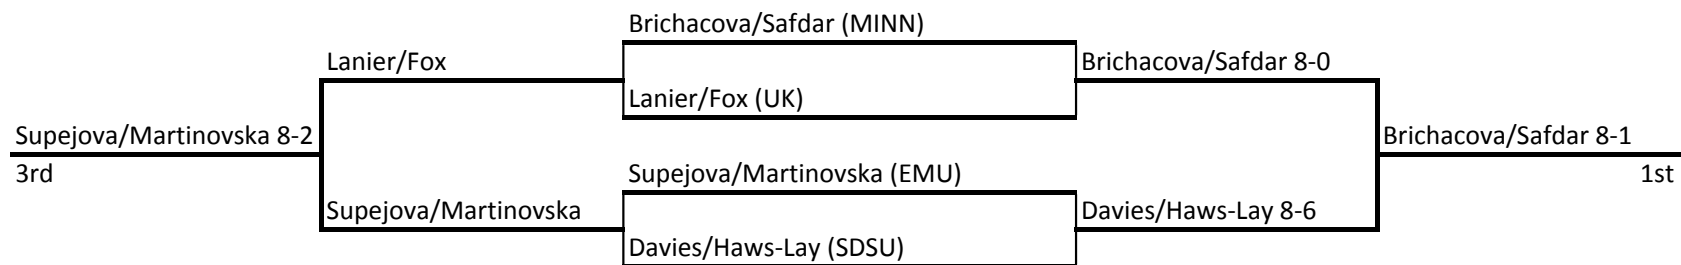 Brichacova/Safdar (MINN)
Lanier/Fox
Brichacova/Safdar 8-0
Lanier/Fox (UK)
Supejova/Martinovska 8-2
Brichacova/Safdar 8-1
3rd
Supejova/Martinovska (EMU)
1st
Supejova/Martinovska
Davies/Haws-Lay 8-6
Davies/Haws-Lay (SDSU)